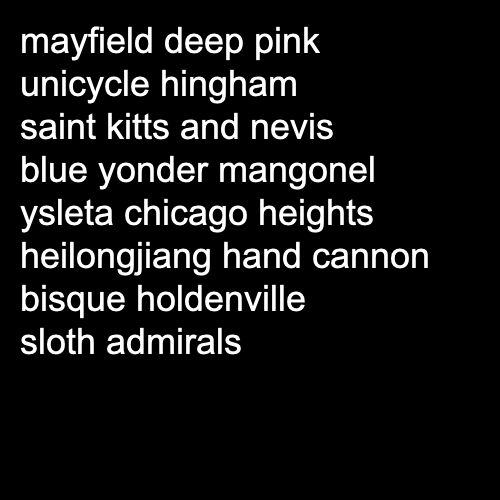 mayfield deep pink
unicycle hingham
saint kitts and nevis
blue yonder mangonel
ysleta chicago heights
heilongjiang hand cannon
bisque holdenville
sloth admirals